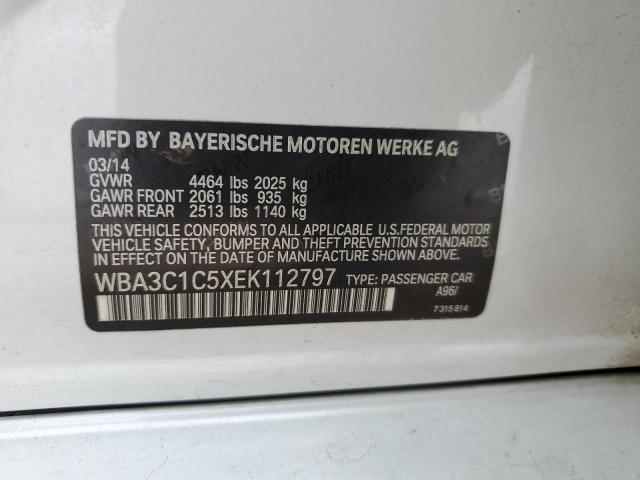 MFD BY BAYERISCHE MOTOREN WERKE AG
03/14
GVWR 4464 lbs 2025 kg
GAWR FRONT 2061 lbs 935 kg
GAWR REAR 2513 lbs 1140 kg
THIS VEHICLE CONFORMS TO ALL APPLICABLE U.S.FEDERAL MOTOR
VEHICLE SAFETY, BUMPER AND THEFT PREVENTION STANDARDS
IN EFFECT ON THE DATE OF MANUFACTURE SHOWN ABOVE.
WBA3C1C5XEK112797 TYPE: PASSENGER CAR
A96/
7315814